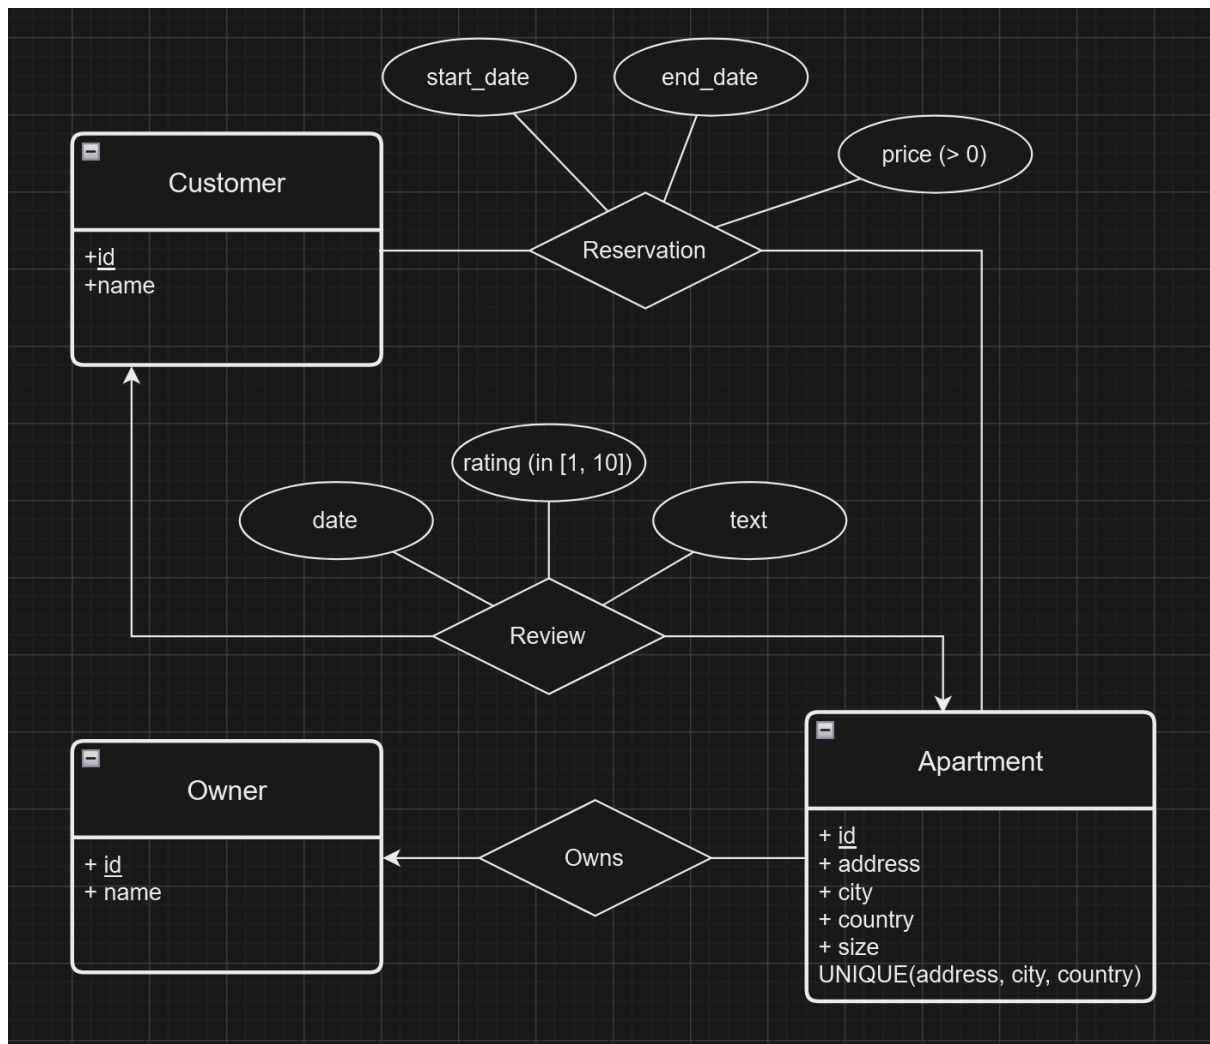 start_date
end_date
price (> 0)
Customer
+id
+name
Reservation
rating (in [1, 10])
date
text
Review
Owner
+ id
+ name
Owns
Apartment
+ id
+ address
+ city
+ country
+ size
UNIQUE(address, city, country)